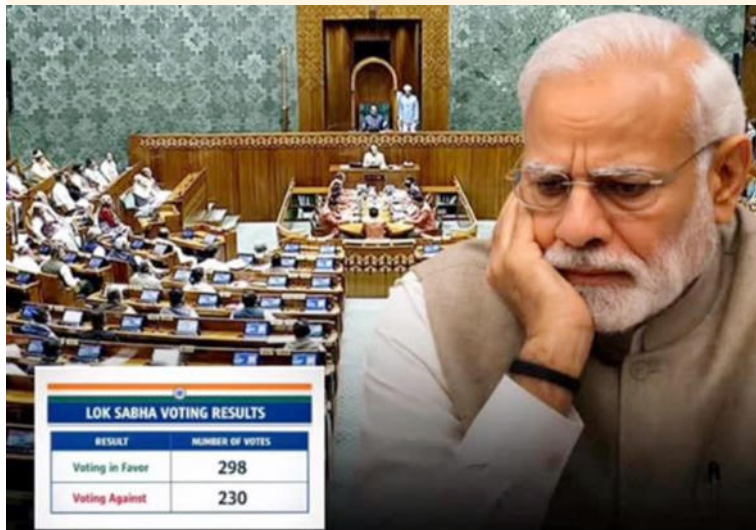 LOK SABHA VOTING RESULTS
RESULT NUMBER OF VOTES
Voting in Favor 298
Voting Against 230